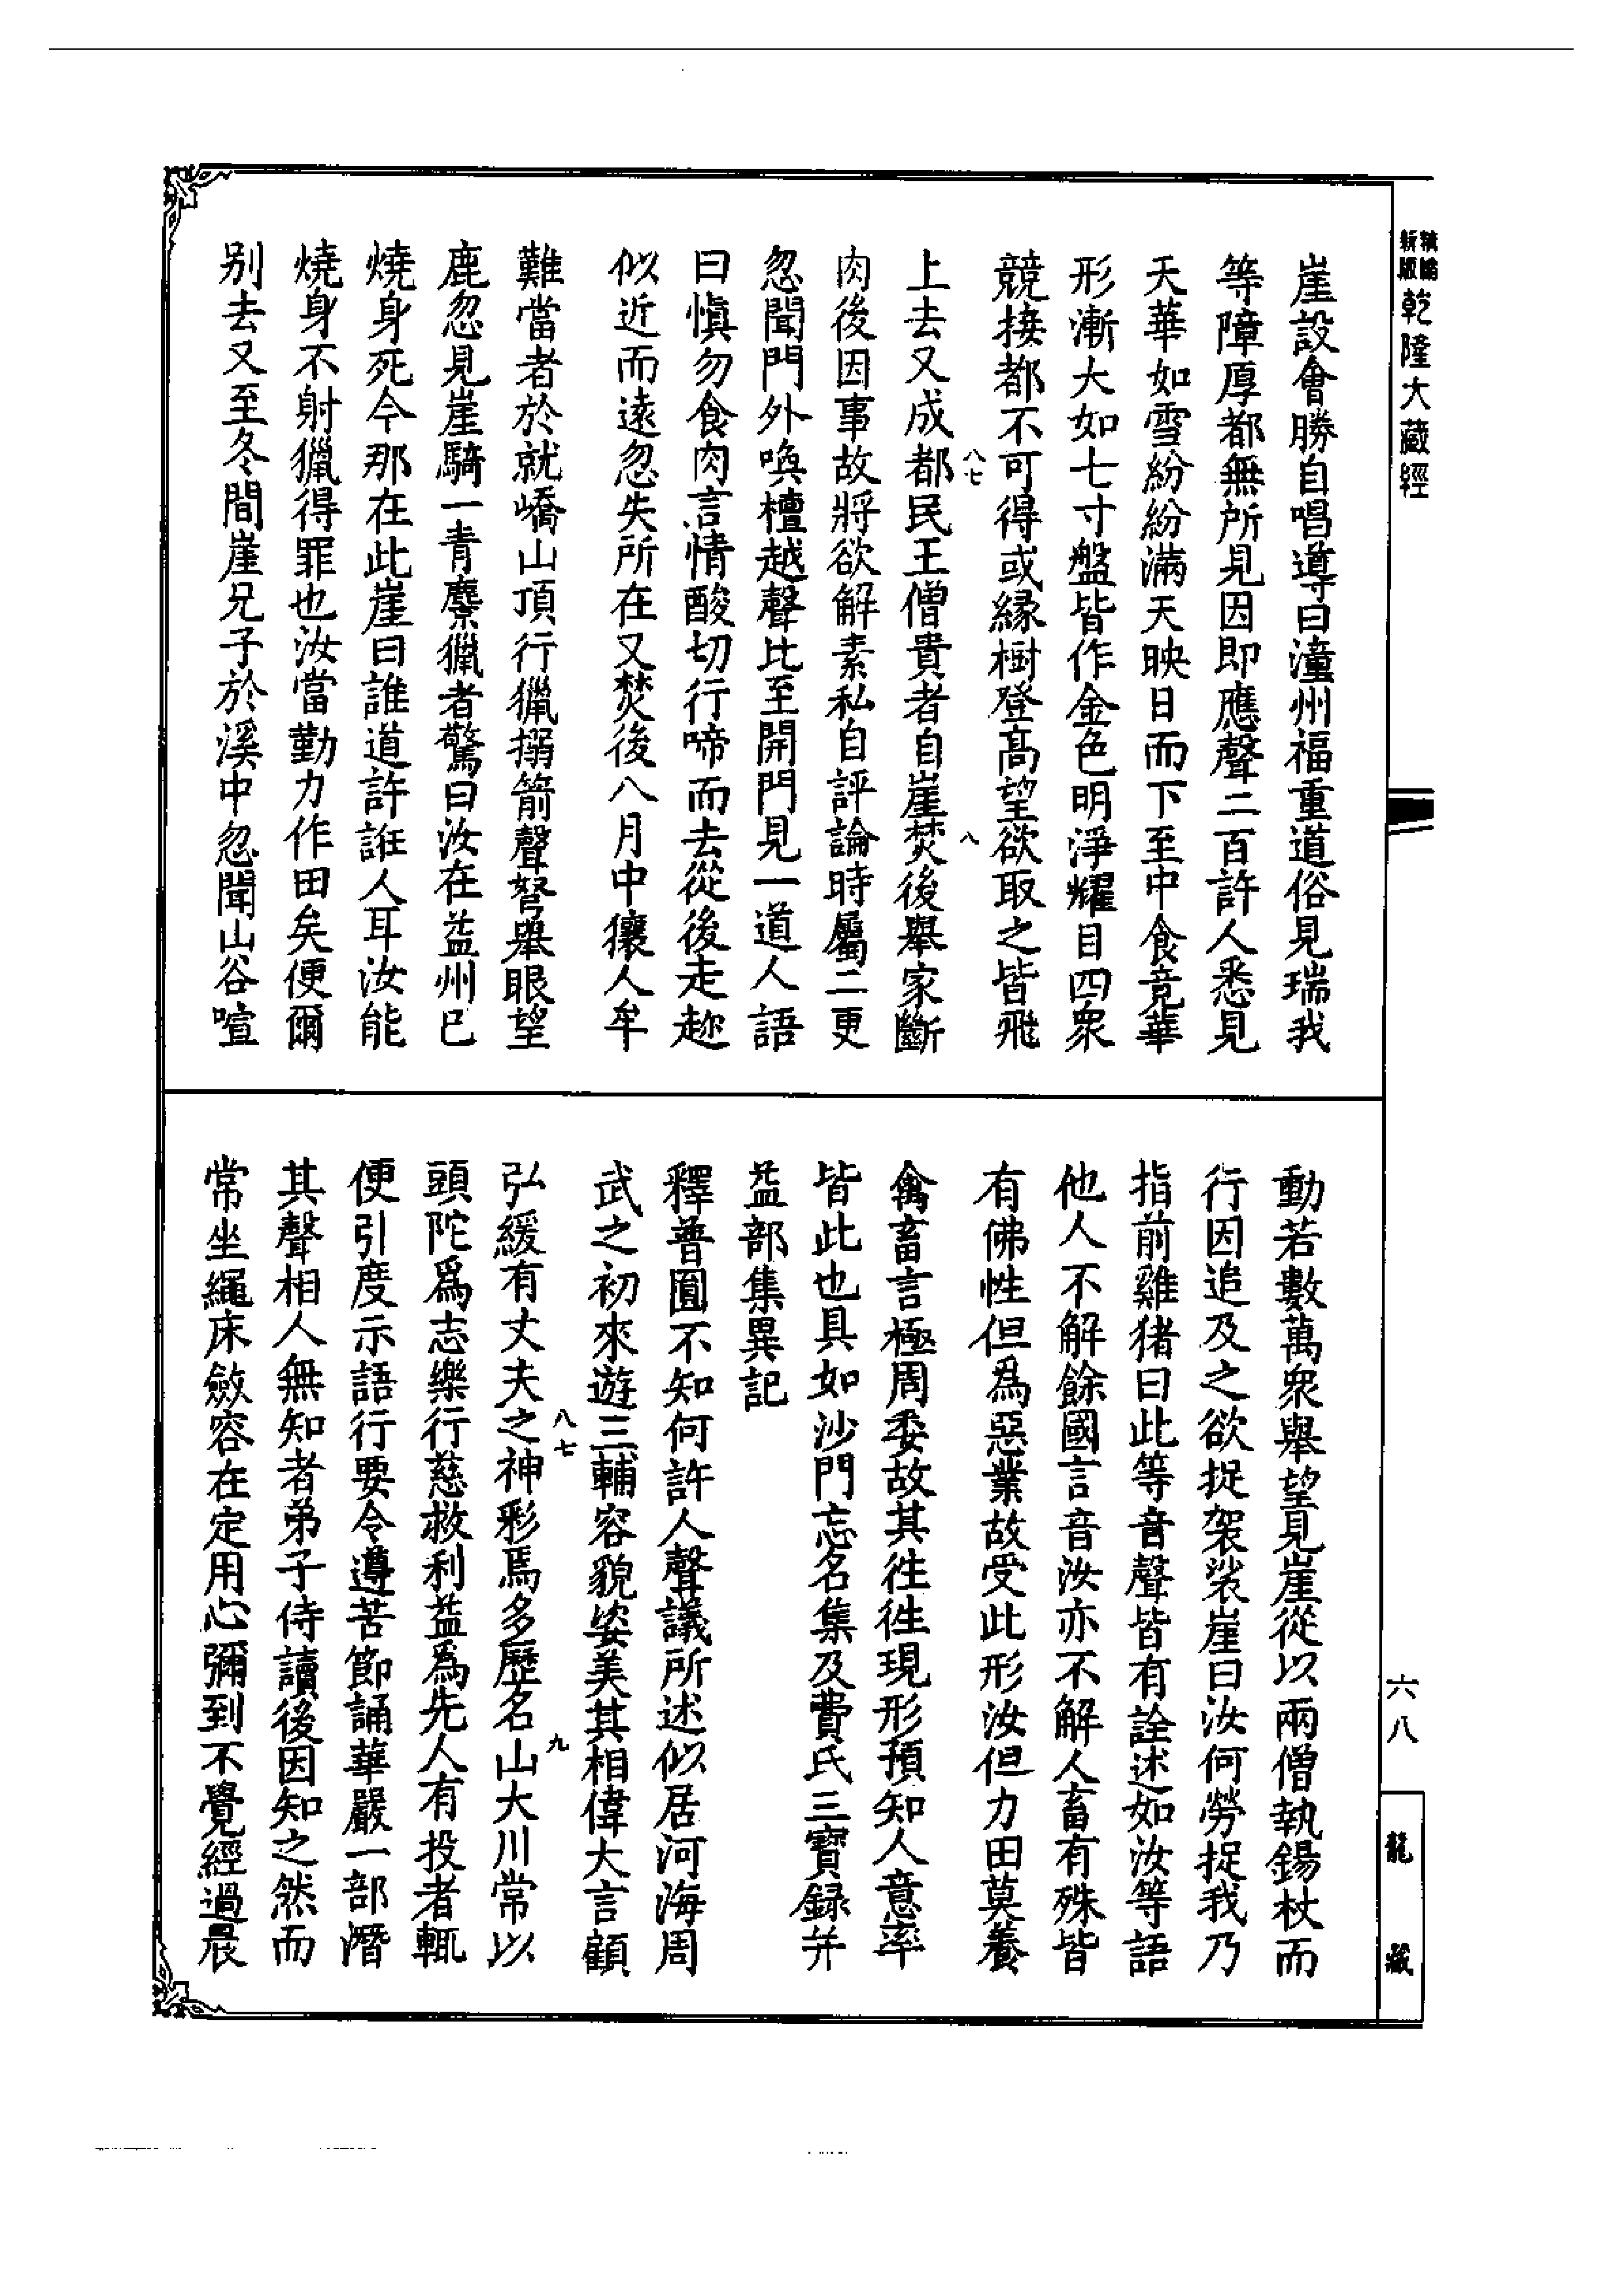 精輸
新版
乾隆大藏經
崖設會勝自唱導曰潼州福重道俗見瑞我
等障厚都無所見因即應聲二百許人悉見
天華如雪紛紛滿天映日而下至中食竟華
形漸大如七寸盤皆作金色明淨耀目四衆
競接都不可得或緣樹登高望欲取之皆飛
八七
八
上去又成都民王僧貴者自崖焚後舉家斷
肉後因事故將欲解素私自評論時屬二更
忽聞門外喚檀越聲比至開門見一道人語
曰慎勿食肉言情酸切行啼而去從後走趂
似近而遠忽失所在又焚後八月中儴人牟
難當者於就嶠山頂行獵搦箭聲弩舉眼望
鹿忽見崖騎一青麖獵者驚曰汝在益州已
燒身死今那在此崖曰誰道許誑人耳汝能
燒身不射獵得罪也汝當勤力作田矣便爾
別去又至冬間崖兄子於溪中忽聞山谷喧
動若數萬衆舉望見崖從以兩僧執錫杖而
行因追及之欲捉袈裟崖曰汝何勞捉我乃
指前雞猪曰此等音聲皆有詮述如汝等語
他人不解餘國言音汝亦不解人畜有殊皆
有佛性但爲惡業故受此形汝但力田莫養
禽畜言極周委故其往往現形預知人意率
皆此也具如沙門忘名集及費氏三寶録并
益部集異記
釋普圓不知何許人聲議所述似居河海周
武之初來遊三輔容貌姿美其相偉大言顧
八七
九
弘緩有丈夫之神彩焉多歷名山大川常以
頭陀爲志樂行慈救利益爲先人有投者輒
便引度示語行要令遵苦節誦華嚴一部潛
其聲相人無知者弟子侍讀後因知之然而
常坐繩床斂容在定用心彌到不覺經過晨
六八
龍藏